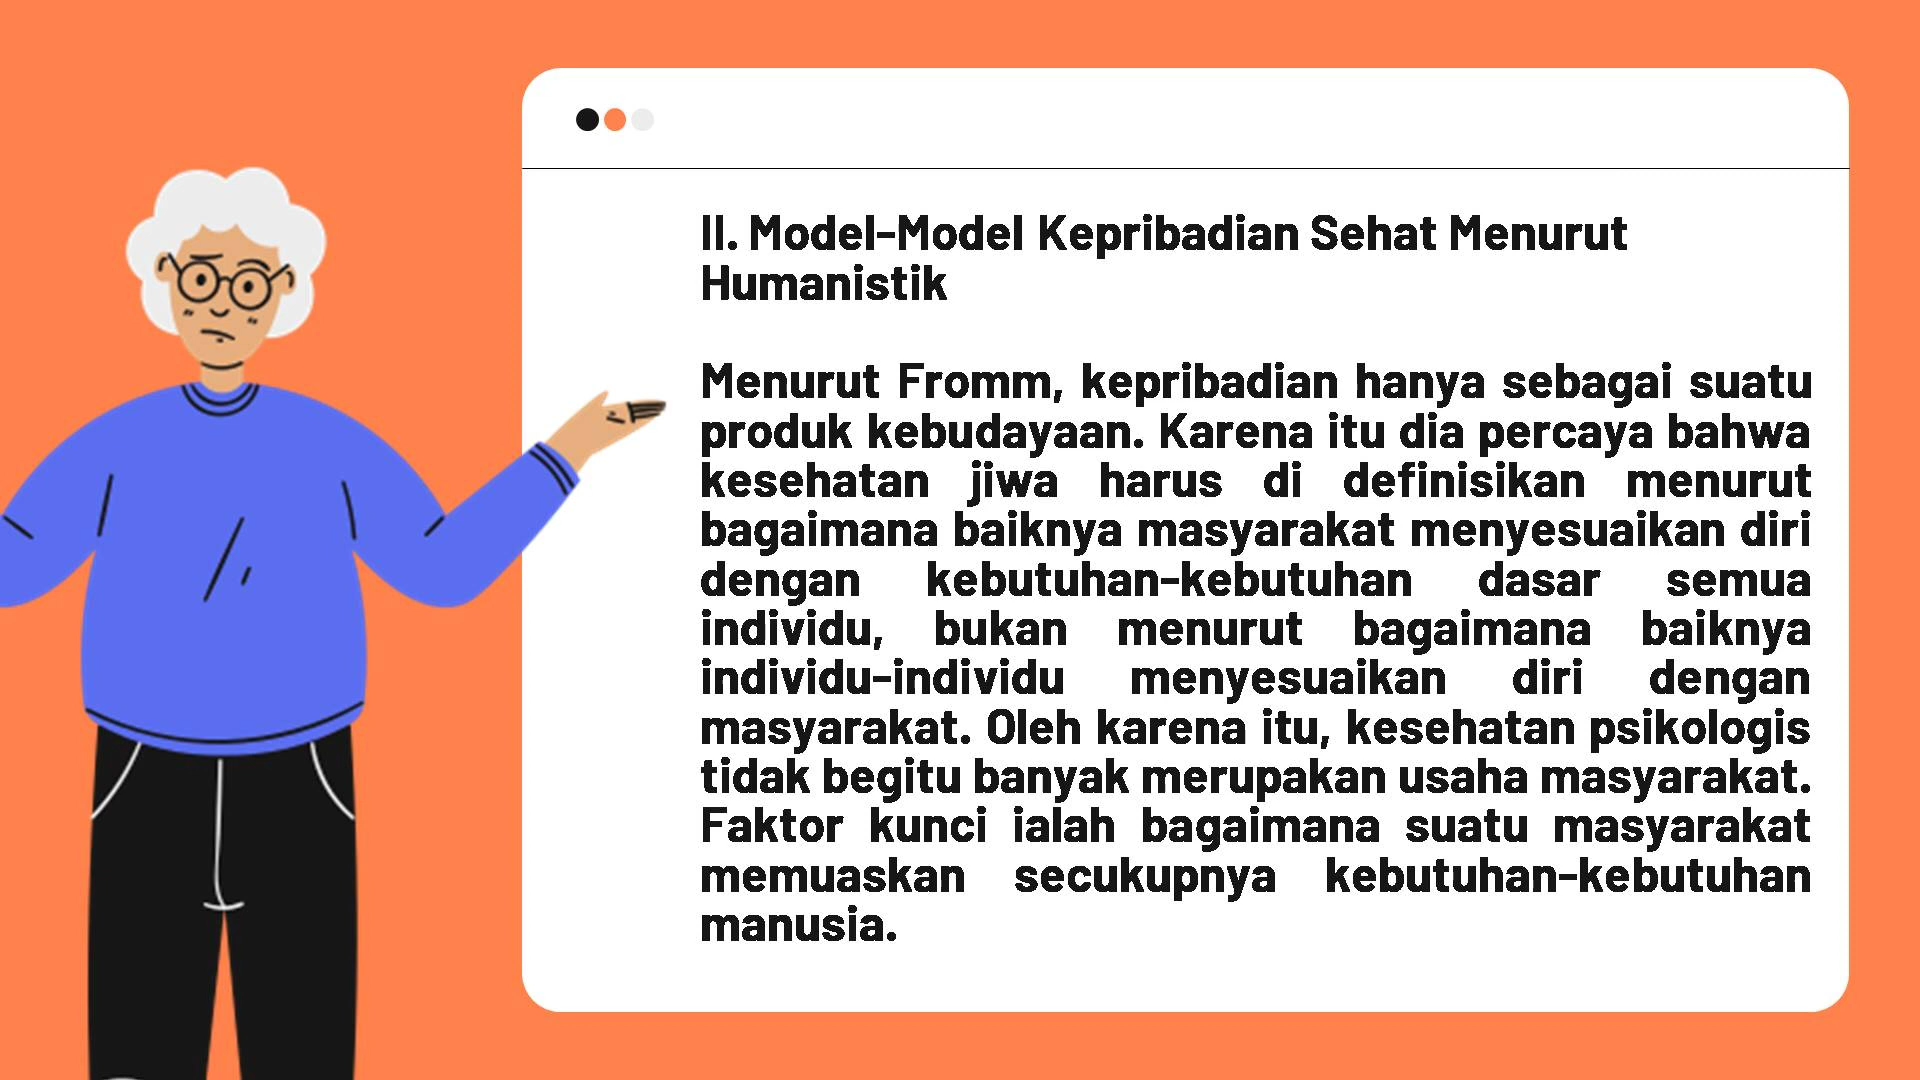 II. Model-Model Kepribadian Sehat Menurut
Humanistik
Menurut Fromm, kepribadian hanya sebagai suatu
produk kebudayaan. Karena itu dia percaya bahwa
kesehatan jiwa harus di definisikan menurut
bagaimana baiknya masyarakat menyesuaikan diri
dengan kebutuhan-kebutuhan dasar semua
individu, bukan menurut bagaimana baiknya
individu-individu menyesuaikan diri dengan
masyarakat. Oleh karena itu, kesehatan psikologis
tidak begitu banyak merupakan usaha masyarakat.
Faktor kunci ialah bagaimana suatu masyarakat
memuaskan secukupnya kebutuhan-kebutuhan
manusia.